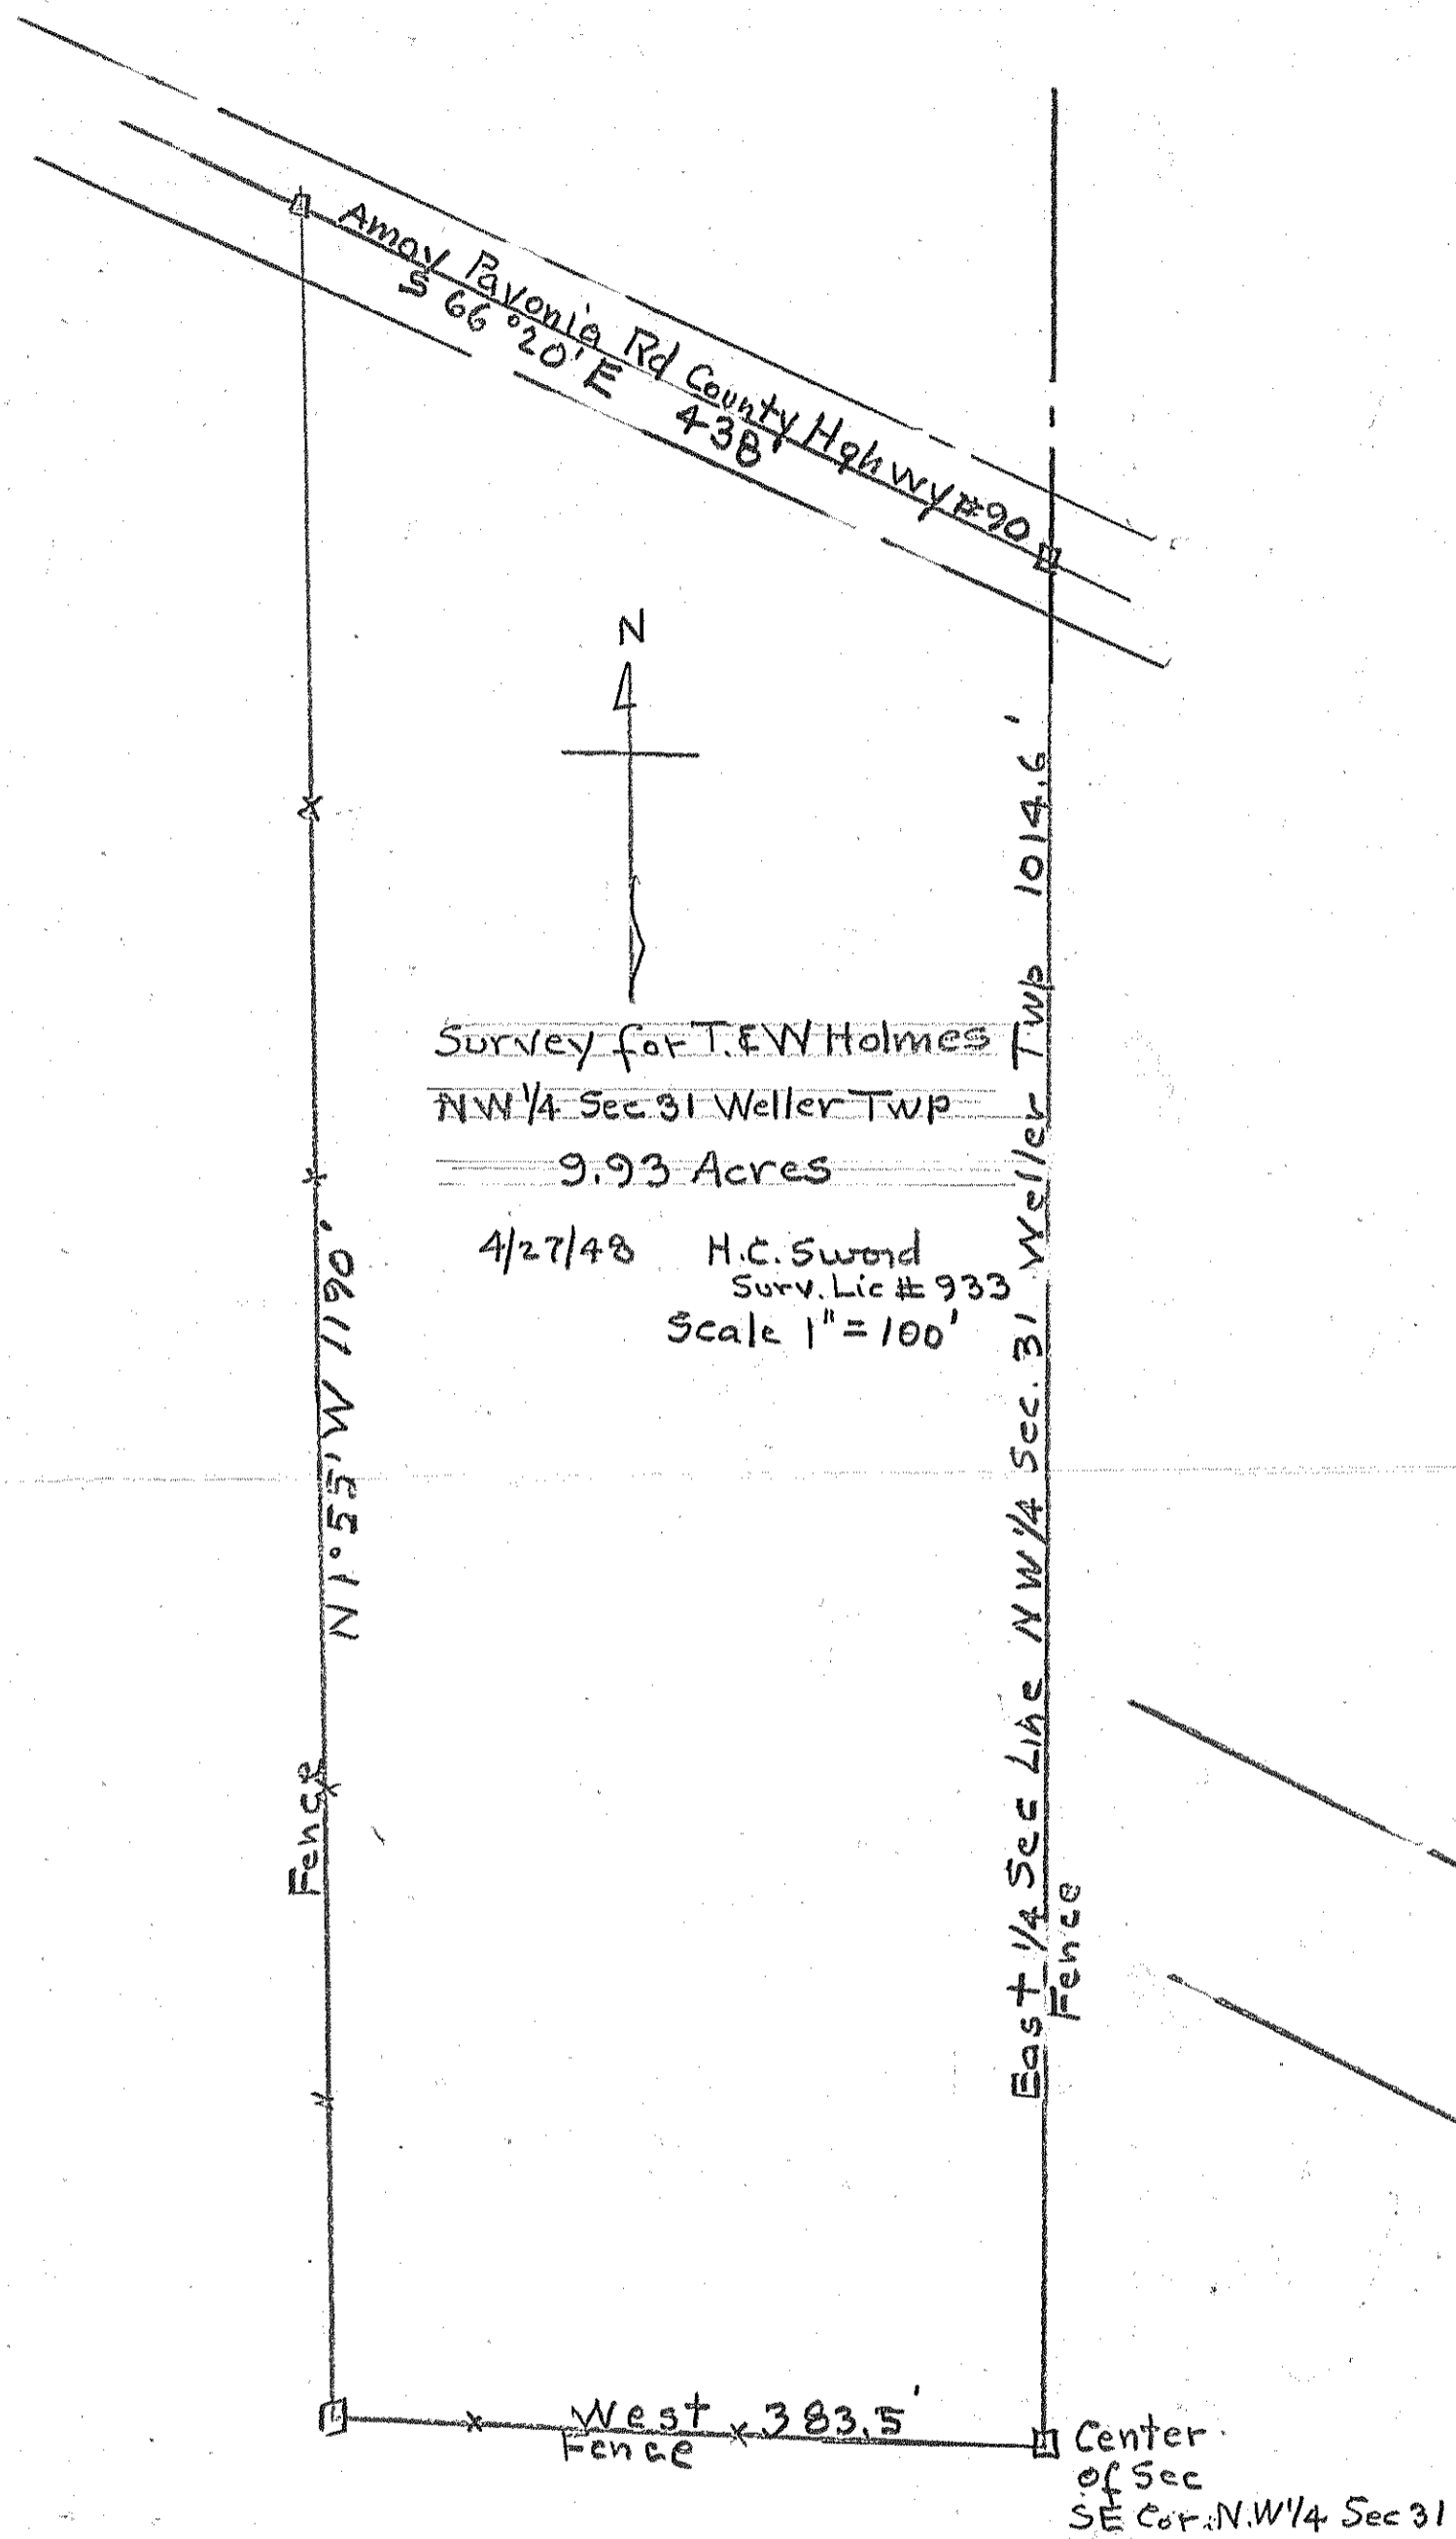 Amoy Pavonia Rd County Hghwy #90
S 66°20' E 438'
N
Survey for T. & W Holmes
NW 1/4 Sec 31 Weller Twp
9.93 Acres
4/27/48 H.C. Sword
Surv. Lic # 933
Scale 1" = 100'
N 1° 55' W 1190'
Fence
East 1/4 Sec Line NW 1/4 Sec. 31 Weller Twp 1014.6'
Fence
West 383.5'
Fence
Center
of Sec
SE Cor. N.W 1/4 Sec 31